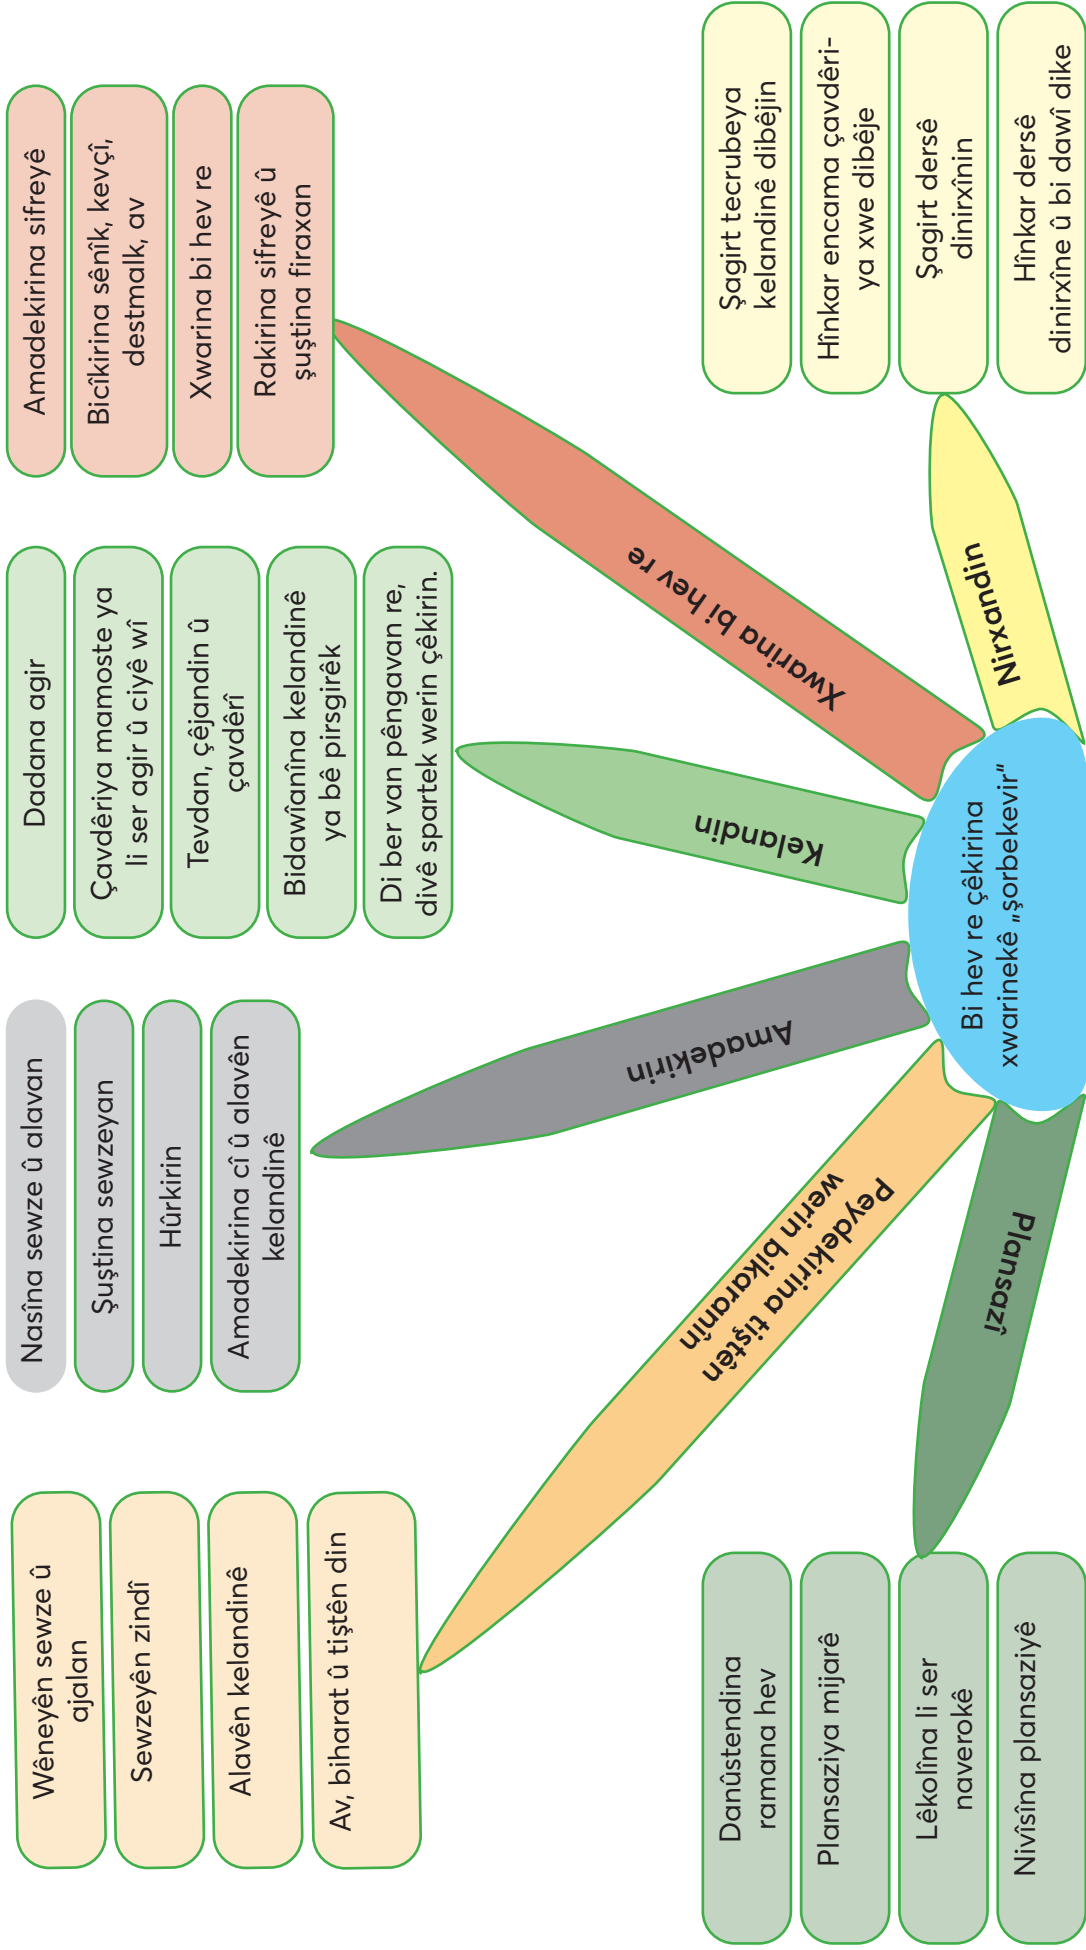 Wêneyên sewze û
ajalan
Sewzeyên zindî
Alavên kelandinê
Av, biharat û tiştên din
Nasîna sewze û alavan
Şuştina sewzeyan
Hûrkirin
Amadekirina cî û alavên
kelandinê
Dadana agir
Çavdêriya mamoste ya
li ser agir û ciyê wî
Tevdan, çêjandin û
çavdêrî
Bidawîanîna kelandinê
ya bê pirsgirêk
Di ber van pêngavan re,
divê spartek werin çêkirin.
Amadekirina sifreyê
Bicîkirina sênîk, kevçî,
destmalk, av
Xwarina bi hev re
Rakirina sifreyê û
şuştina firaxan
Peydekirina tiştên
werin bikaranîn
Amadekirin
Kelandin
Xwarina bi hev re
Danûstendina
ramana hev
Plansaziya mijarê
Lêkolîna li ser
naverokê
Nivîsîna plansaziyê
Plansazî
Bi hev re çêkirina
xwarinekê „şorbekevir“
Nirxandin
Şagirt tecrubeya
kelandinê dibêjin
Hînkar encama çavdêri-
ya xwe dibêje
Şagirt dersê
dinirxînin
Hînkar dersê
dinirxîne û bi dawî dike